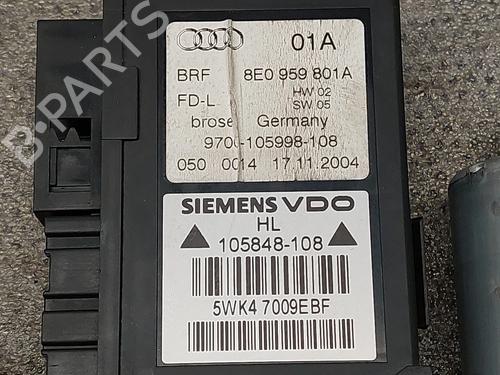 01A
BRF 8E0 959 801A
FD-L HW 02
SW 05
brose Germany
970 -105998-108
050 0014 17.11.2004
SIEMENS VDO
HL
105848-108
5WK4 7009EBF
B-PARTS